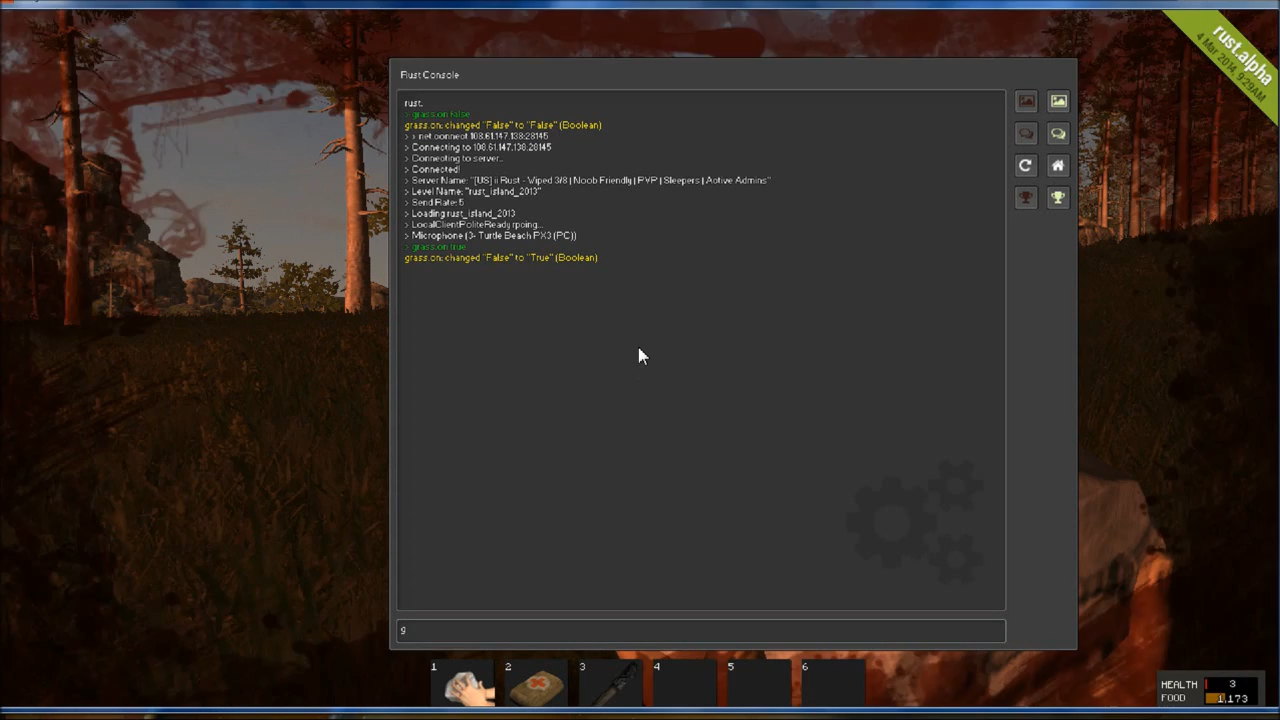 rust.alpha
4 Mar 2014, 9:29AM
Rust Console
rust.
> grass.on false
grass.on: changed "False" to "False" (Boolean)
> › net.connect 108.61.147.138:28145
> Connecting to 108.61.147.138:28145
> Connecting to server..
> Connected!
> Server Name: "[US] ii Rust - Viped 3/8 | Noob Friendly | PVP | Sleepers | Active Admins"
> Level Name: "rust_island_2013"
> Send Rate: 5
> Loading rust_island_2013
> LocalClientPoliteReady rpcing...
> Microphone (3- Turtle Beach PX3 (PC))
> grass.on true
grass.on: changed "False" to "True" (Boolean)
g
1 2 3 4 5 6
HEALTH 3
FOOD 1,173